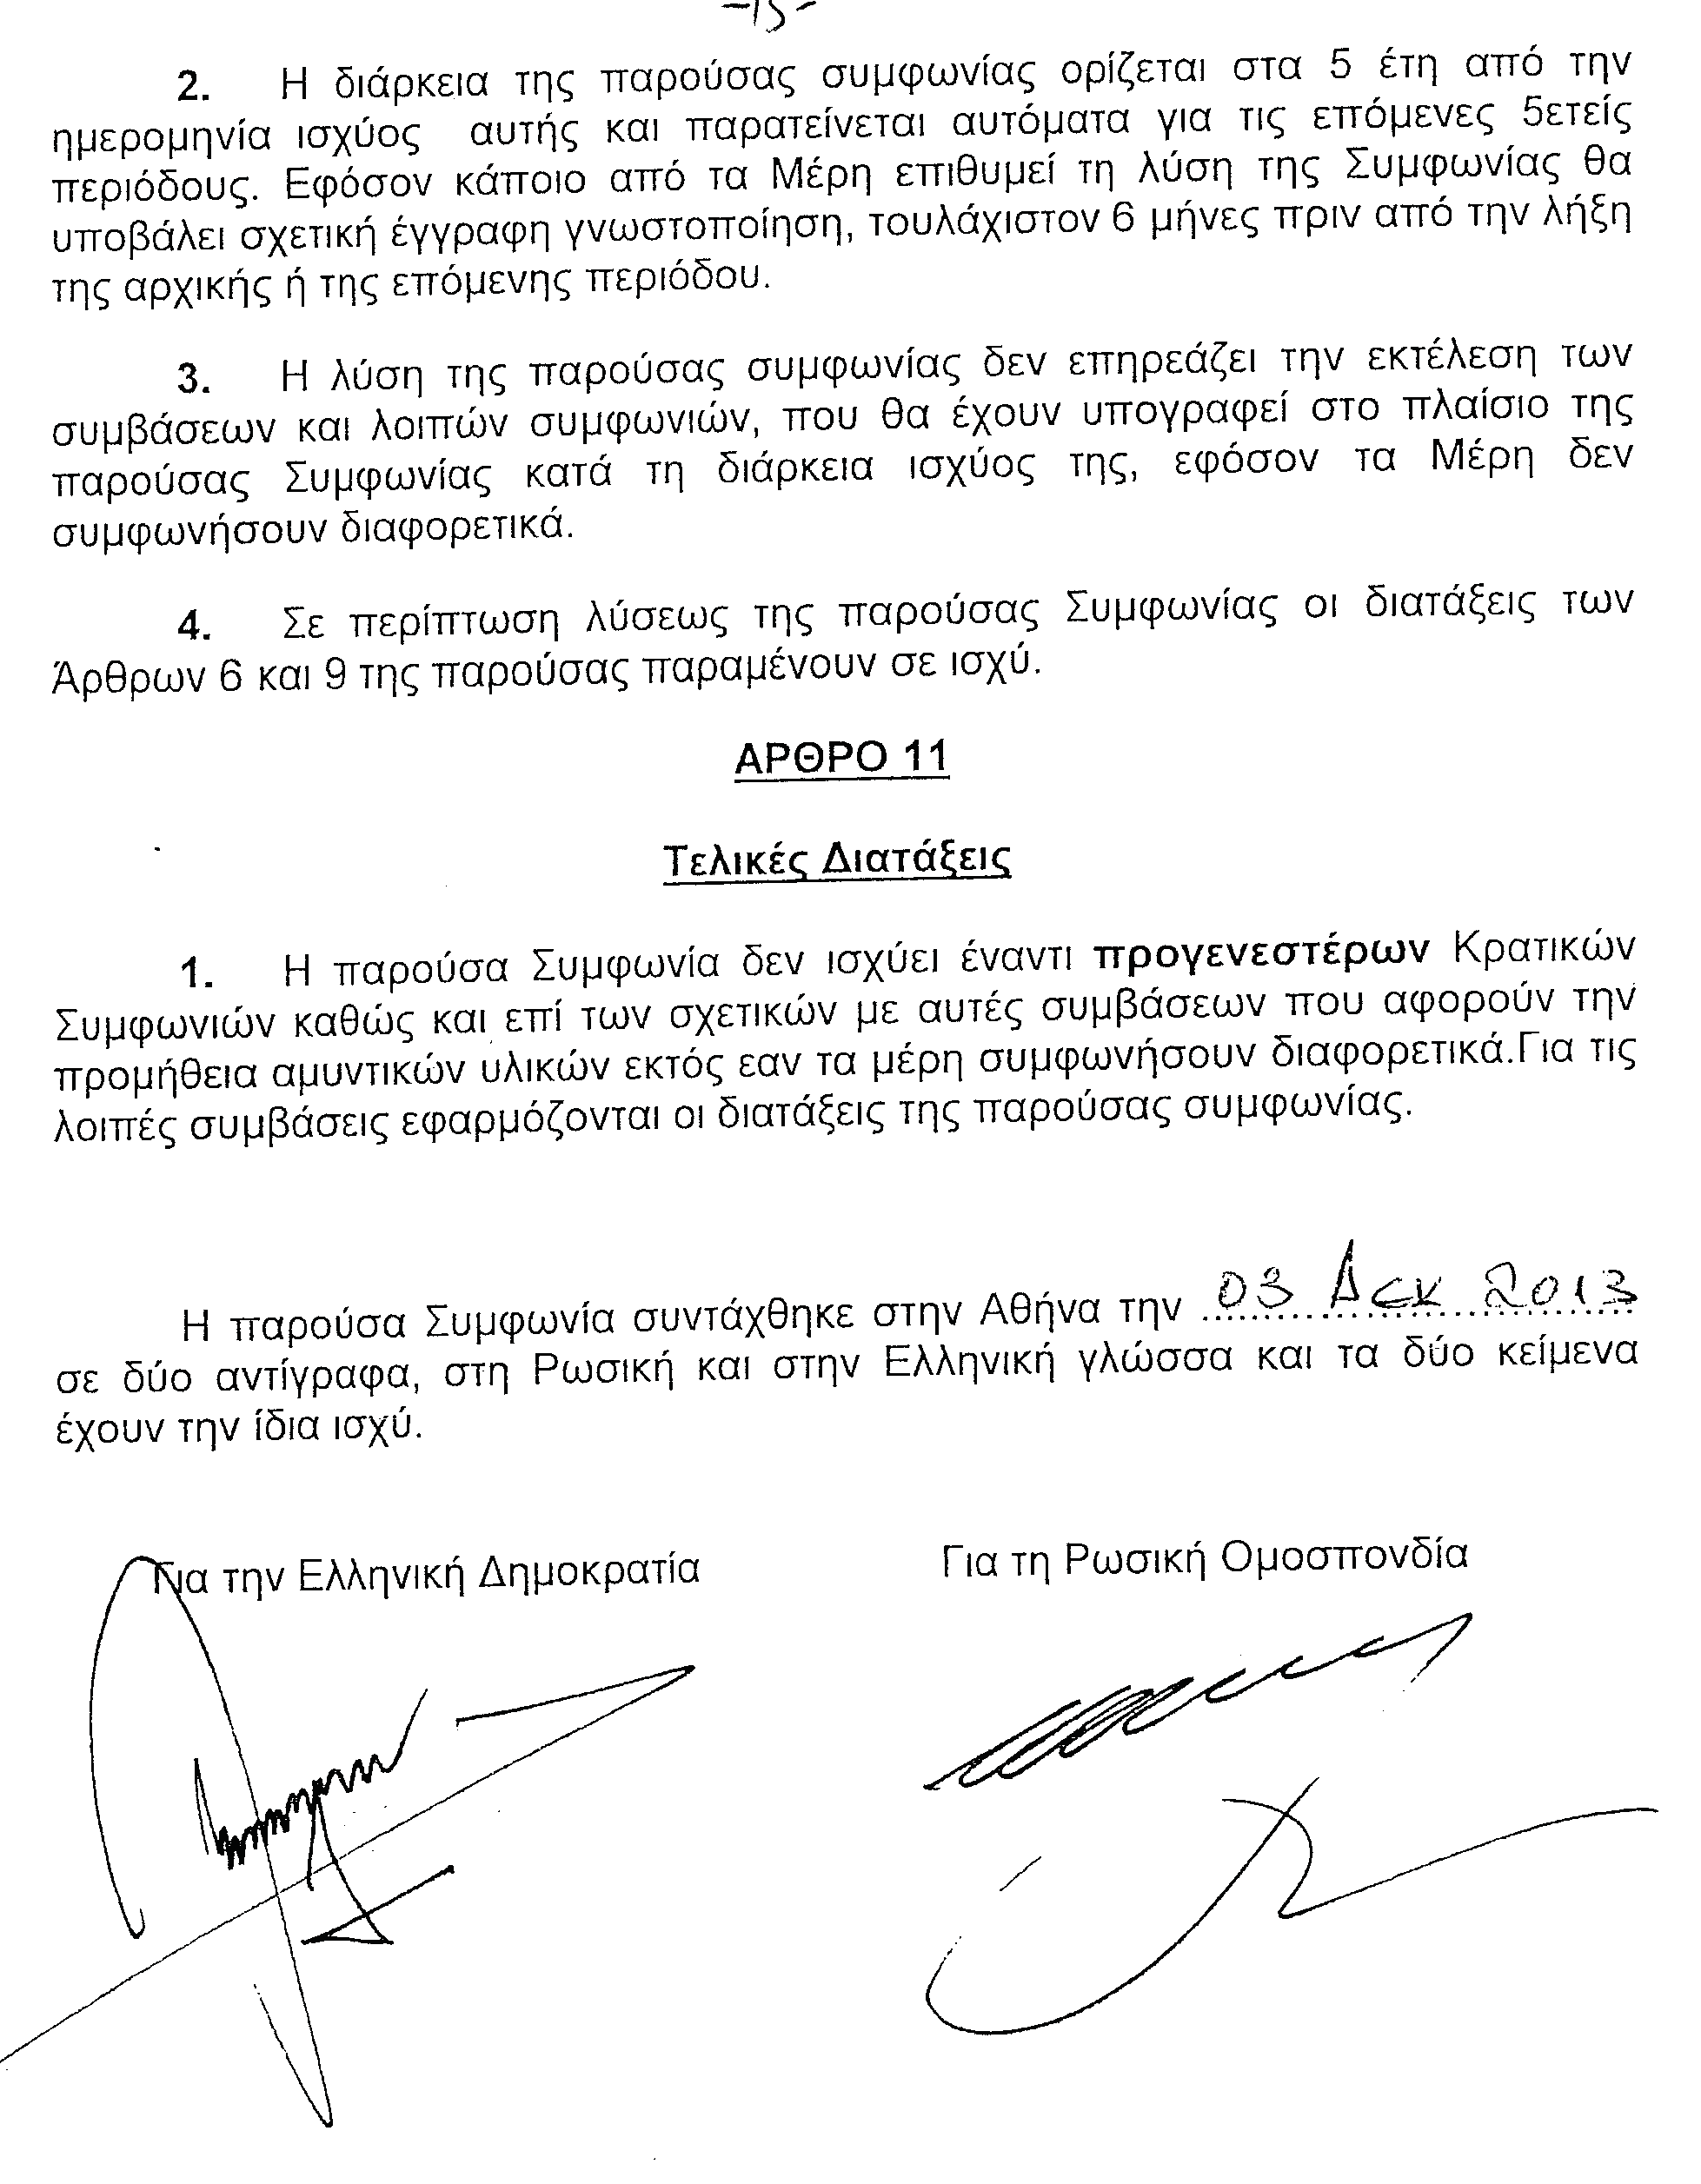 -15-
2. Η διάρκεια της παρούσας συμφωνίας ορίζεται στα 5 έτη από την
ημερομηνία ισχύος αυτής και παρατείνεται αυτόματα για τις επόμενες 5ετείς
περιόδους. Εφόσον κάποιο από τα Μέρη επιθυμεί τη λύση της Συμφωνίας θα
υποβάλει σχετική έγγραφη γνωστοποίηση, τουλάχιστον 6 μήνες πριν από την λήξη
της αρχικής ή της επόμενης περιόδου.
3. Η λύση της παρούσας συμφωνίας δεν επηρεάζει την εκτέλεση των
συμβάσεων και λοιπών συμφωνιών, που θα έχουν υπογραφεί στο πλαίσιο της
παρούσας Συμφωνίας κατά τη διάρκεια ισχύος της, εφόσον τα Μέρη δεν
συμφωνήσουν διαφορετικά.
4. Σε περίπτωση λύσεως της παρούσας Συμφωνίας οι διατάξεις των
Άρθρων 6 και 9 της παρούσας παραμένουν σε ισχύ.
ΑΡΘΡΟ 11
Τελικές Διατάξεις
1. Η παρούσα Συμφωνία δεν ισχύει έναντι προγενεστέρων Κρατικών
Συμφωνιών καθώς και επί των σχετικών με αυτές συμβάσεων που αφορούν την
προμήθεια αμυντικών υλικών εκτός εαν τα μέρη συμφωνήσουν διαφορετικά.Για τις
λοιπές συμβάσεις εφαρμόζονται οι διατάξεις της παρούσας συμφωνίας.
Η παρούσα Συμφωνία συντάχθηκε στην Αθήνα την 03 Δεκ 2013
σε δύο αντίγραφα, στη Ρωσική και στην Ελληνική γλώσσα και τα δύο κείμενα
έχουν την ίδια ισχύ.
Για την Ελληνική Δημοκρατία
Για τη Ρωσική Ομοσπονδία